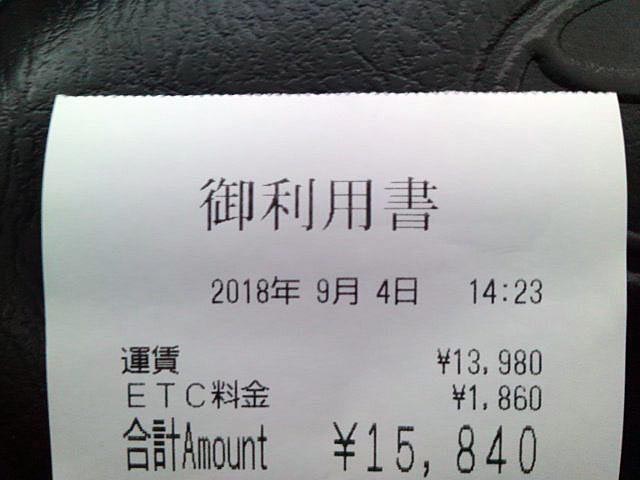 御利用書
2018年 9月 4日 14:23
運賃 ¥13,980
ETC料金 ¥1,860
合計Amount ¥15,840